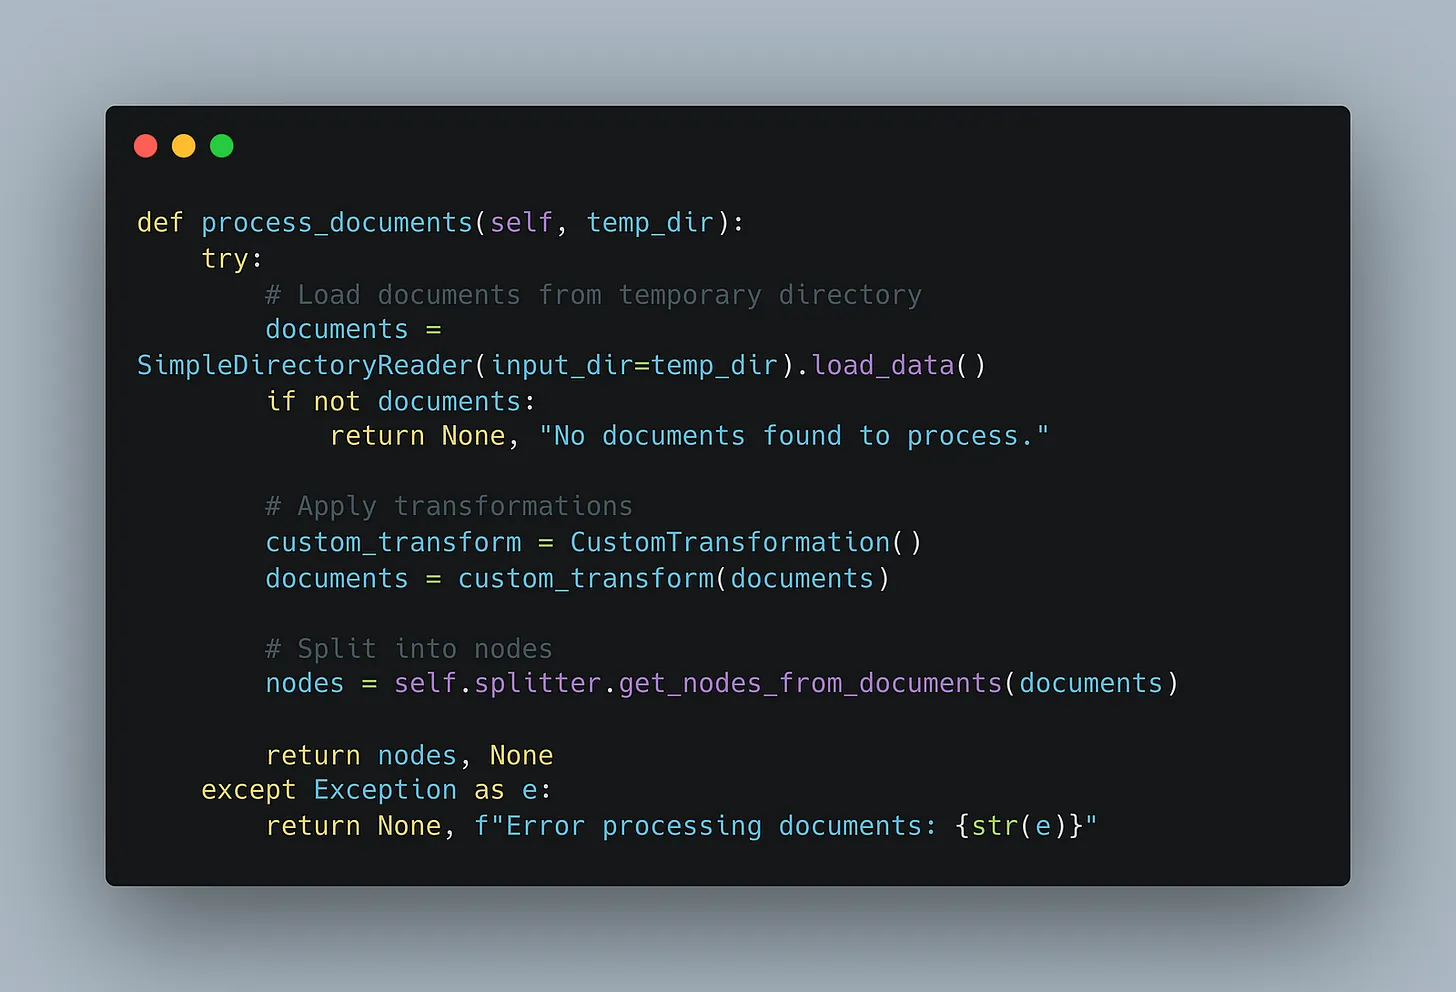 def process_documents(self, temp_dir):
    try:
        # Load documents from temporary directory
        documents =
SimpleDirectoryReader(input_dir=temp_dir).load_data()
        if not documents:
            return None, "No documents found to process."

        # Apply transformations
        custom_transform = CustomTransformation()
        documents = custom_transform(documents)

        # Split into nodes
        nodes = self.splitter.get_nodes_from_documents(documents)

        return nodes, None
    except Exception as e:
        return None, f"Error processing documents: {str(e)}"